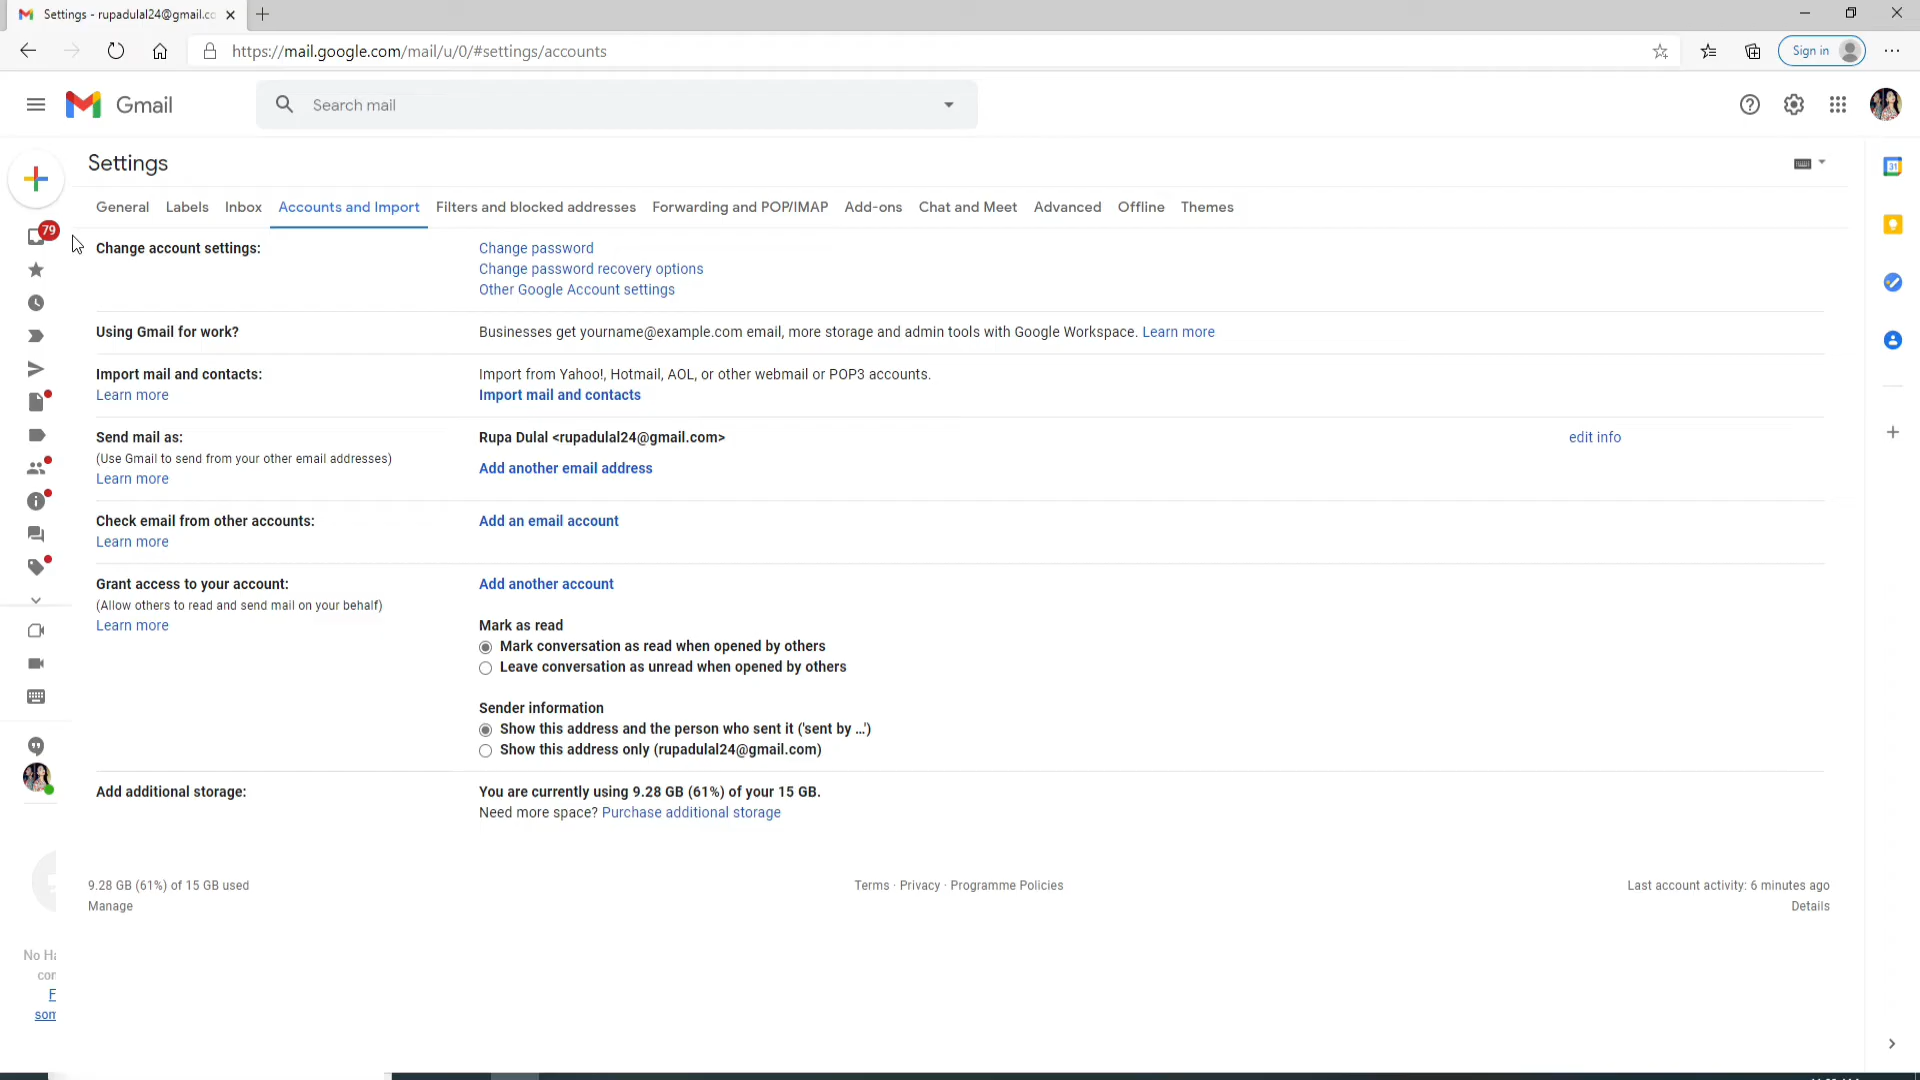 Settings - rupadulal24@gmail.co
https://mail.google.com/mail/u/0/#settings/accounts
Sign in
Gmail
Search mail
31
Settings
General Labels Inbox Accounts and Import Filters and blocked addresses Forwarding and POP/IMAP Add-ons Chat and Meet Advanced Offline Themes
79
Change account settings:
Change password
Change password recovery options
Other Google Account settings
Using Gmail for work?
Businesses get yourname@example.com email, more storage and admin tools with Google Workspace. Learn more
Import mail and contacts:
Learn more
Import from Yahoo!, Hotmail, AOL, or other webmail or POP3 accounts.
Import mail and contacts
Send mail as:
(Use Gmail to send from your other email addresses)
Learn more
Rupa Dulal <rupadulal24@gmail.com>
edit info
Add another email address
Check email from other accounts:
Learn more
Add an email account
Grant access to your account:
(Allow others to read and send mail on your behalf)
Learn more
Add another account
Mark as read
Mark conversation as read when opened by others
Leave conversation as unread when opened by others
Sender information
Show this address and the person who sent it ('sent by ...')
Show this address only (rupadulal24@gmail.com)
Add additional storage:
You are currently using 9.28 GB (61%) of your 15 GB.
Need more space? Purchase additional storage
9.28 GB (61%) of 15 GB used
Manage
Terms · Privacy · Programme Policies
Last account activity: 6 minutes ago
Details
No Ha
con
F
som